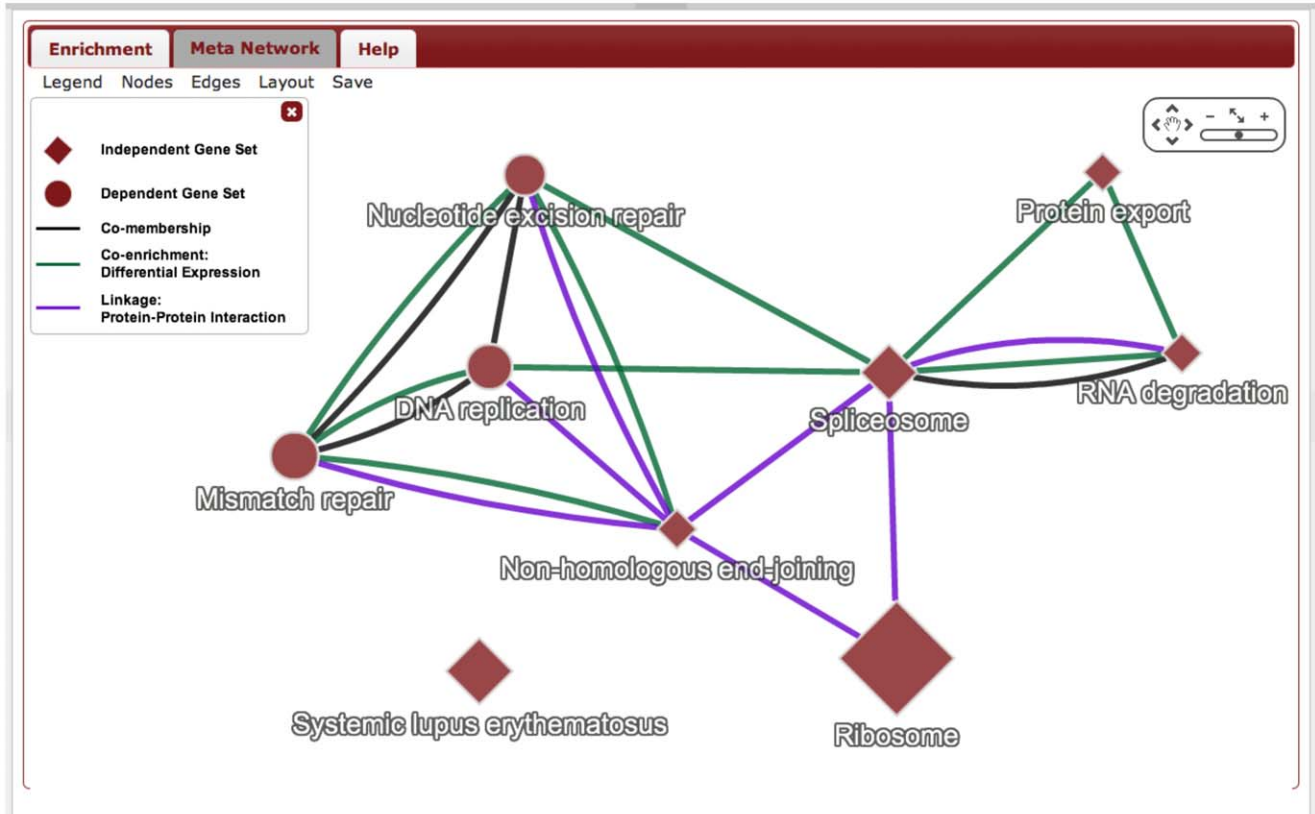 Enrichment Meta Network Help
Legend Nodes Edges Layout Save
Independent Gene Set
Dependent Gene Set
Co-membership
Co-enrichment:
Differential Expression
Linkage:
Protein-Protein Interaction
Nucleotide excision repair
Protein export
DNA replication
Spliceosome
RNA degradation
Mismatch repair
Non-homologous end-joining
Systemic lupus erythematosus
Ribosome